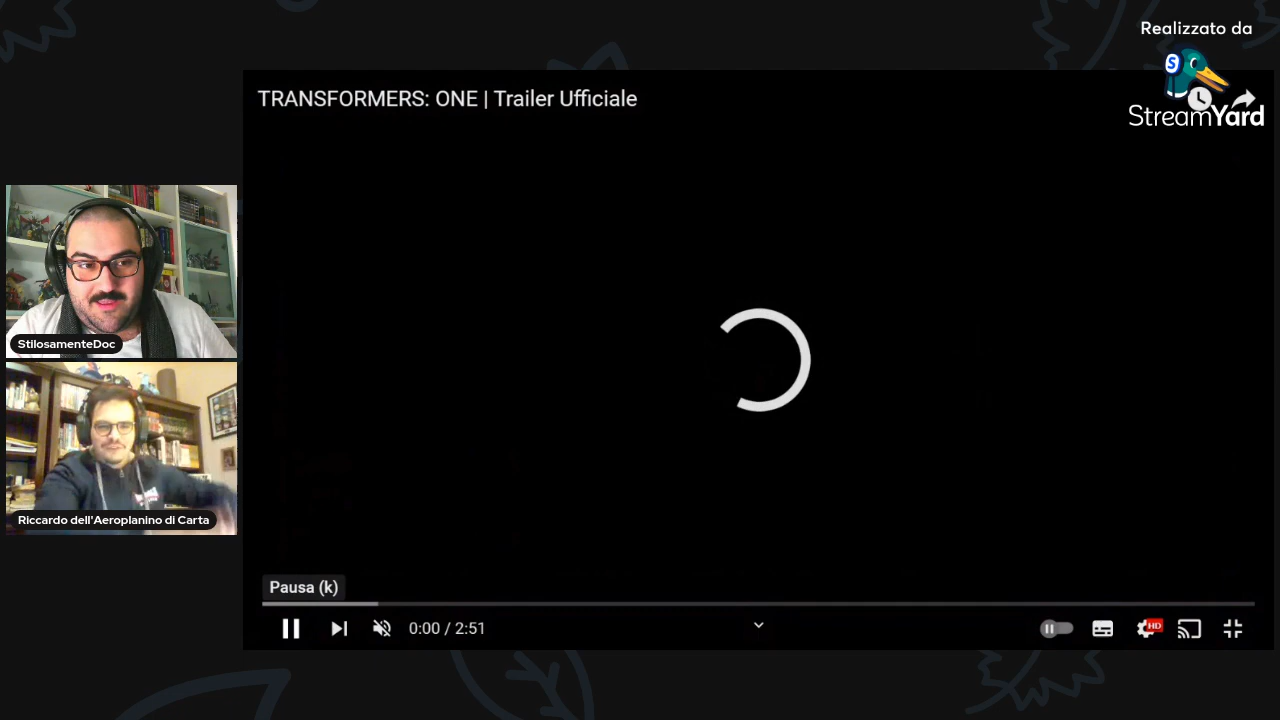 Realizzato da
S
StreamYard
TRANSFORMERS: ONE | Trailer Ufficiale
StilosamenteDoc
Riccardo dell'Aeroplanino di Carta
Pausa (k)
0:00 / 2:51
HD